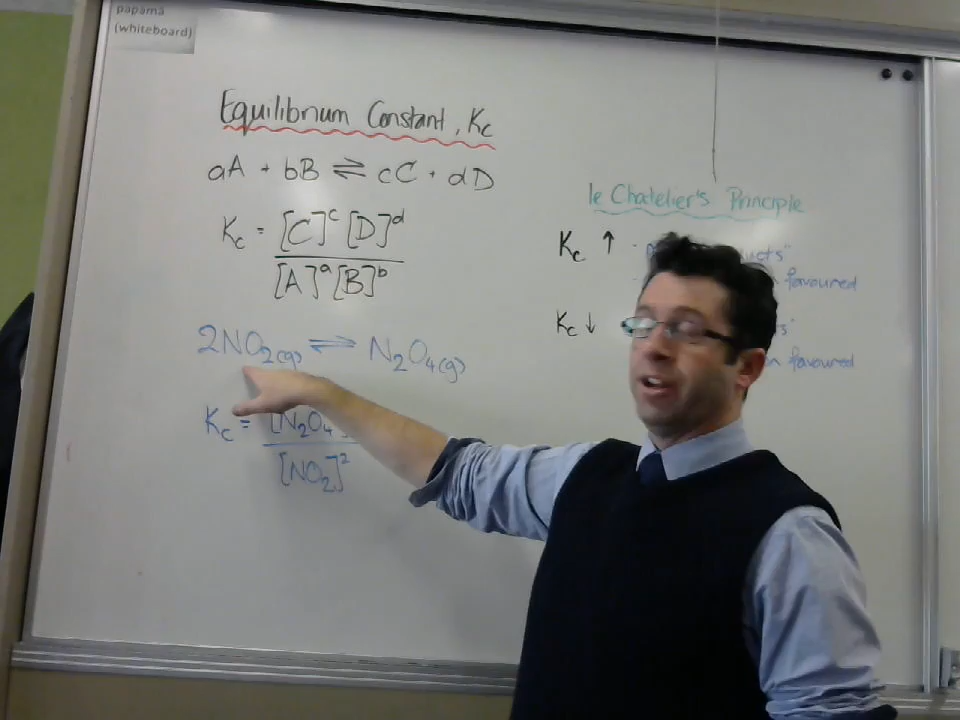 papamā
(whiteboard)
Equilibrium Constant, Kc
aA + bB ⇌ cC + dD
Kc = [C]ᶜ [D]ᵈ
[A]ᵃ [B]ᵇ
2NO₂(g) ⇌ N₂O₄(g)
Kc = [N₂O₄
[NO₂]²
le Chatelier's Principle
Kc ↑
favoured
Kc ↓
favoured